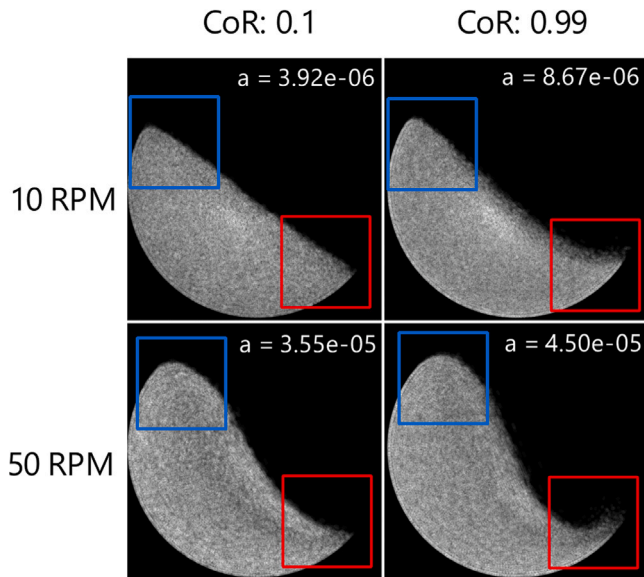 CoR: 0.1
CoR: 0.99
10 RPM
a = 3.92e-06
a = 8.67e-06
50 RPM
a = 3.55e-05
a = 4.50e-05